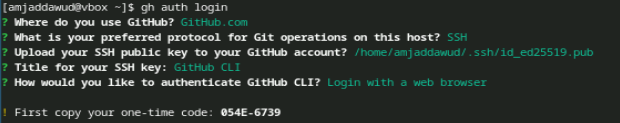 [amjaddawud@vbox ~]$ gh auth login
? Where do you use GitHub? GitHub.com
? What is your preferred protocol for Git operations on this host? SSH
? Upload your SSH public key to your GitHub account? /home/amjaddawud/.ssh/id_ed25519.pub
? Title for your SSH key: GitHub CLI
? How would you like to authenticate GitHub CLI? Login with a web browser
! First copy your one-time code: 054E-6739